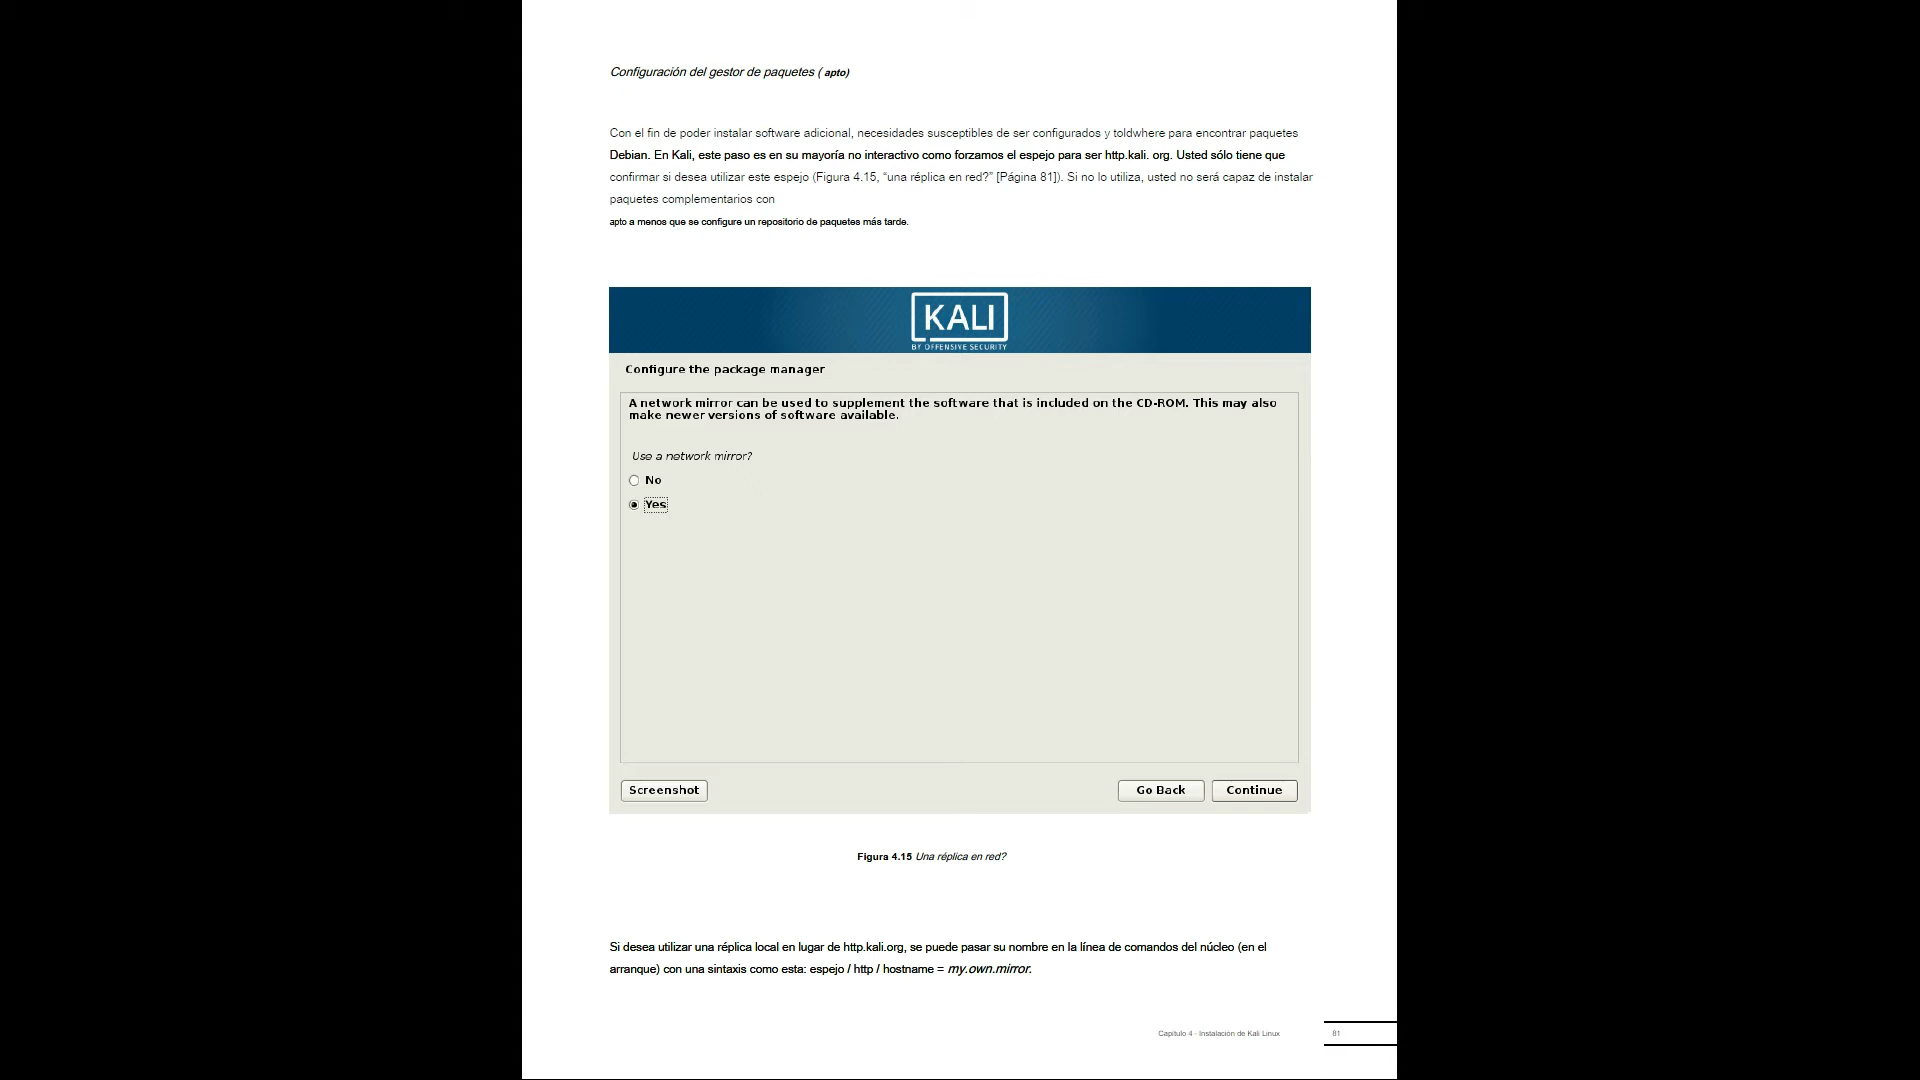 Configuración del gestor de paquetes ( apto)
Con el fin de poder instalar software adicional, necesidades susceptibles de ser configurados y toldwhere para encontrar paquetes
Debian. En Kali, este paso es en su mayoría no interactivo como forzamos el espejo para ser http.kali. org. Usted sólo tiene que
confirmar si desea utilizar este espejo (Figura 4.15, “una réplica en red?” [Página 81]). Si no lo utiliza, usted no será capaz de instalar
paquetes complementarios con
apto a menos que se configure un repositorio de paquetes más tarde.
KALI
BY OFFENSIVE SECURITY
Configure the package manager
A network mirror can be used to supplement the software that is included on the CD-ROM. This may also
make newer versions of software available.
Use a network mirror?
No
Yes
Screenshot
Go Back
Continue
Figura 4.15 Una réplica en red?
Si desea utilizar una réplica local en lugar de http.kali.org, se puede pasar su nombre en la línea de comandos del núcleo (en el
arranque) con una sintaxis como esta: espejo / http / hostname = my.own.mirror.
Capítulo 4 - Instalación de Kali Linux
81